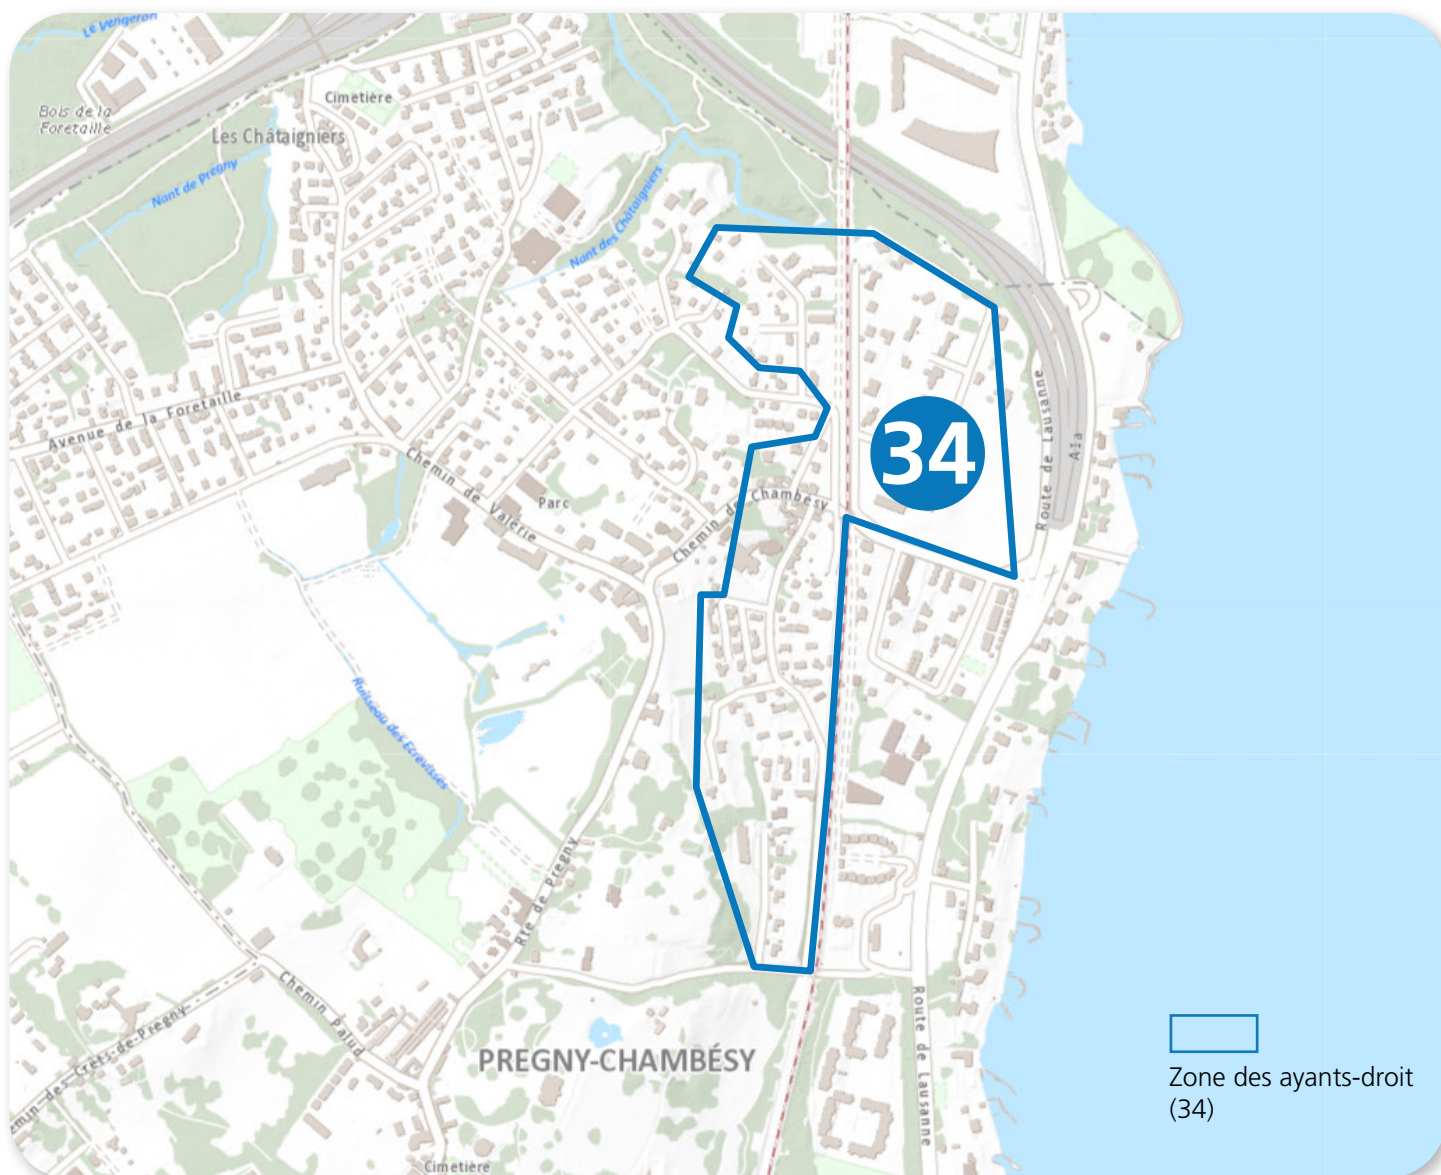 Le Vengeron
Bois de la
Foretaille
Cimetière
Les Châtaigniers
Nant de Pregny
Nant des Châtaigniers
Avenue de la Foretaille
Chemin de Valérie
Parc
Chemin de Chambésy
34
Route de Lausanne
A1a
Ruisseau des Ecrevisses
Rte de Pregny
Chemin Palud
emin-des-Crêts-de-Pregny
PREGNY-CHAMBÉSY
Route de Lausanne
Cimetière
Zone des ayants-droit
(34)